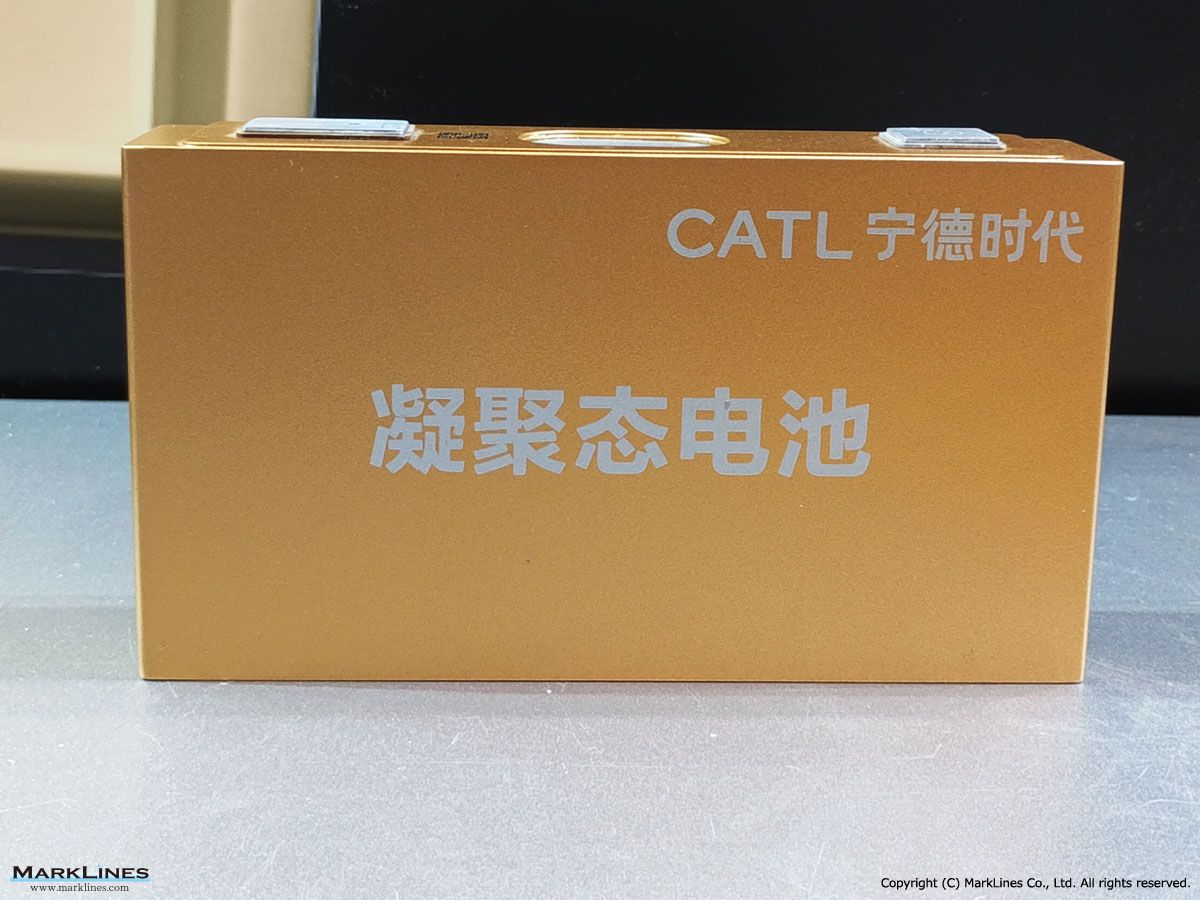 CATL 宁德时代
凝聚态电池
MARKLINES
www.marklines.com
Copyright (C) MarkLines Co., Ltd. All rights reserved.